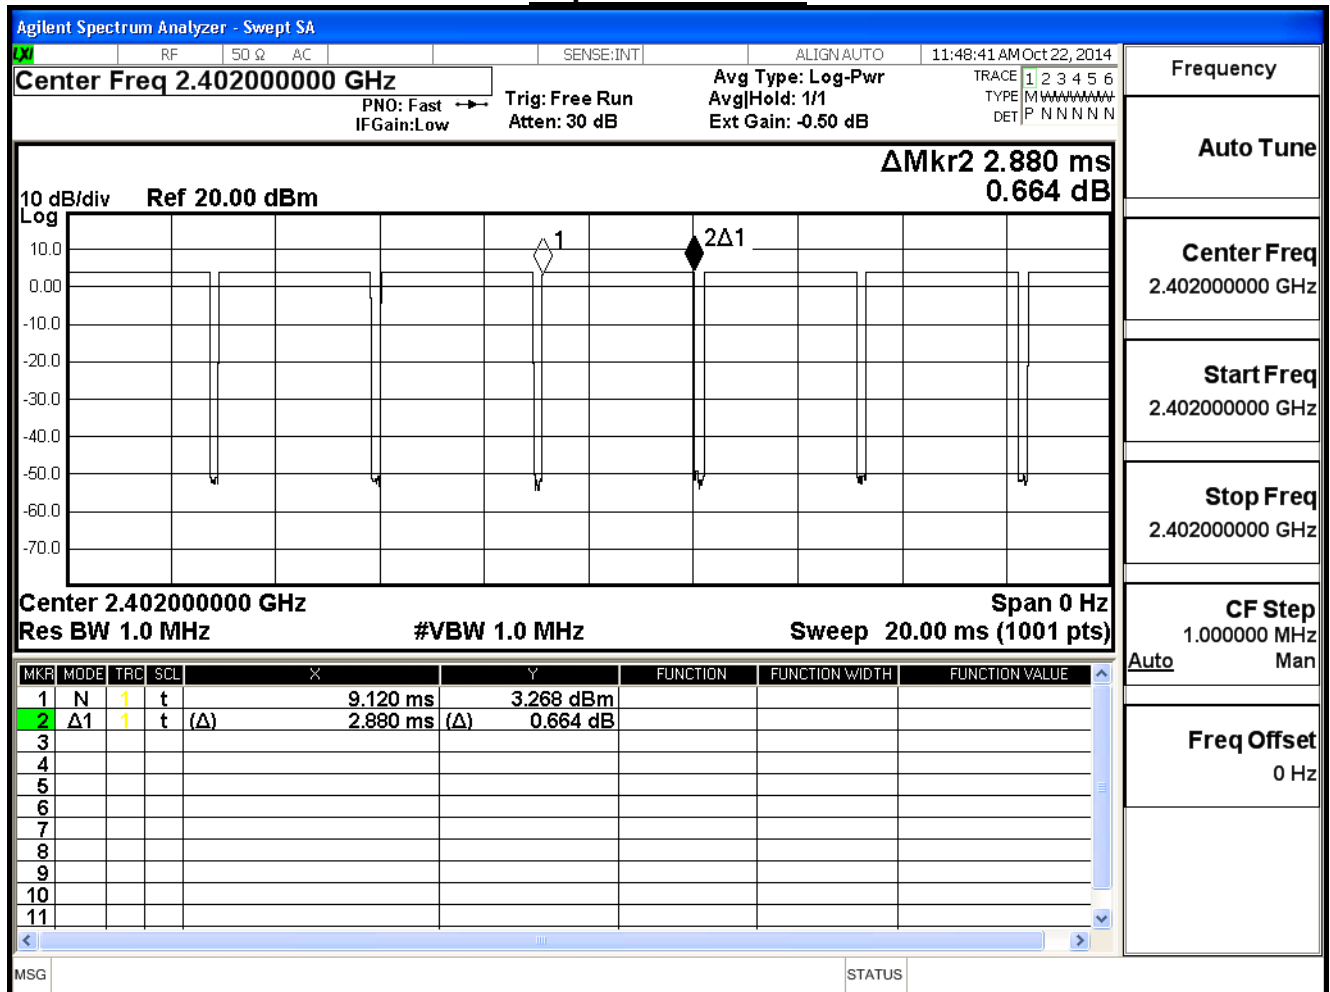 Agilent Spectrum Analyzer - Swept SA
LXI RF 50 Ω AC SENSE:INT ALIGN AUTO 11:48:41 AM Oct 22, 2014
Center Freq 2.402000000 GHz
PNO: Fast
IFGain:Low
Trig: Free Run
Atten: 30 dB
Avg Type: Log-Pwr
Avg|Hold: 1/1
Ext Gain: -0.50 dB
TRACE 1 2 3 4 5 6
TYPE M WWWWW
DET P N N N N N
ΔMkr2 2.880 ms
0.664 dB
10 dB/div Ref 20.00 dBm
Log
10.0
0.00
-10.0
-20.0
-30.0
-40.0
-50.0
-60.0
-70.0
1
2Δ1
Center 2.402000000 GHz Span 0 Hz
Res BW 1.0 MHz #VBW 1.0 MHz Sweep 20.00 ms (1001 pts)
MKR MODE TRC SCL X Y FUNCTION FUNCTION WIDTH FUNCTION VALUE
1 N 1 t 9.120 ms 3.268 dBm
2 Δ1 1 t (Δ) 2.880 ms (Δ) 0.664 dB
3
4
5
6
7
8
9
10
11
MSG STATUS
Frequency
Auto Tune
Center Freq
2.402000000 GHz
Start Freq
2.402000000 GHz
Stop Freq
2.402000000 GHz
CF Step
1.000000 MHz
Auto Man
Freq Offset
0 Hz